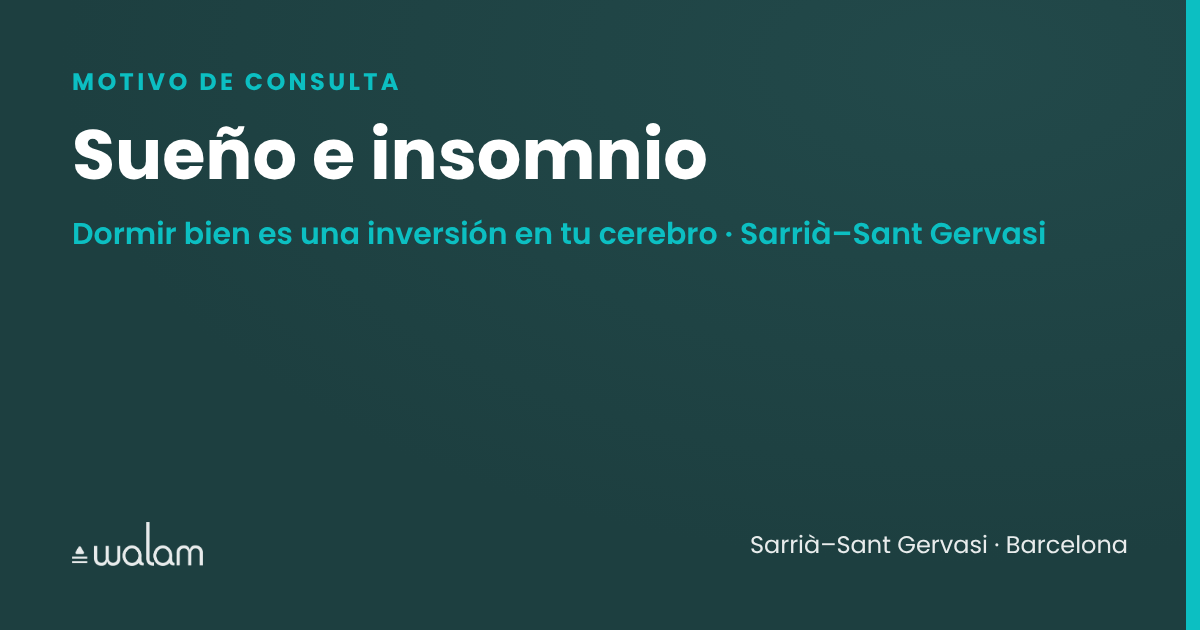 MOTIVO DE CONSULTA
Sueño e insomnio
Dormir bien es una inversión en tu cerebro · Sarrià–Sant Gervasi
walam
Sarrià–Sant Gervasi · Barcelona